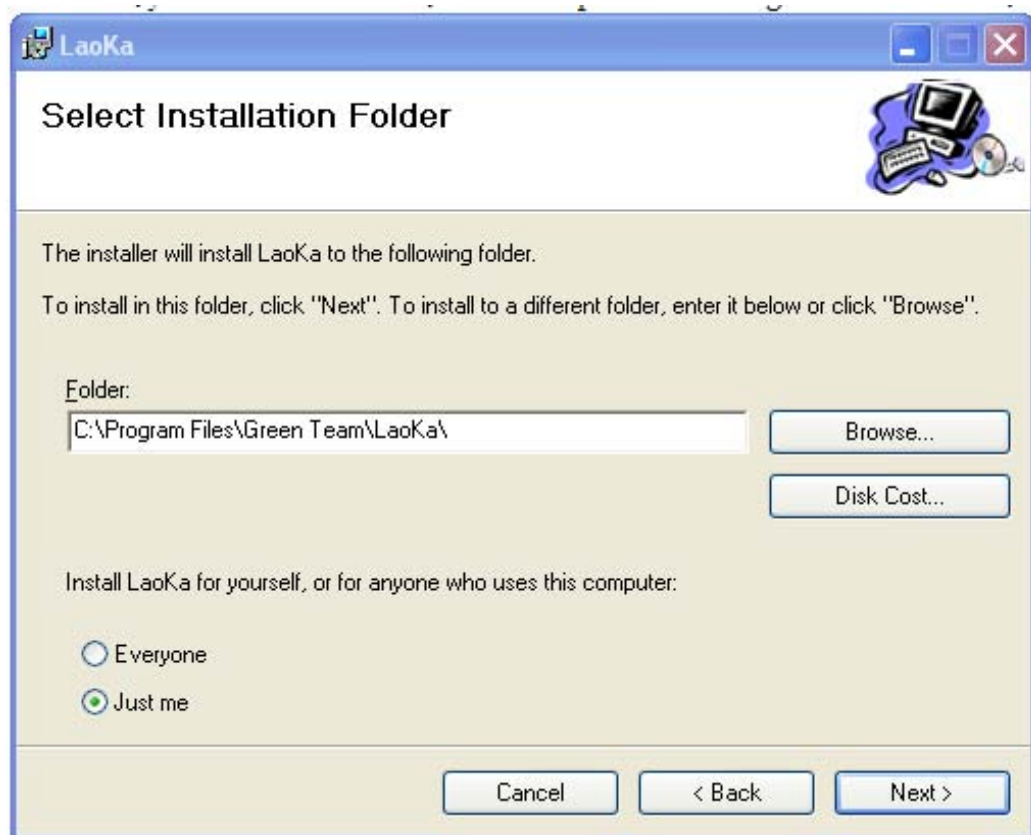 LaoKa
Select Installation Folder
The installer will install LaoKa to the following folder.
To install in this folder, click "Next". To install to a different folder, enter it below or click "Browse".
Folder:
C:\Program Files\Green Team\LaoKa\
Browse...
Disk Cost...
Install LaoKa for yourself, or for anyone who uses this computer:
Everyone
Just me
Cancel
< Back
Next >